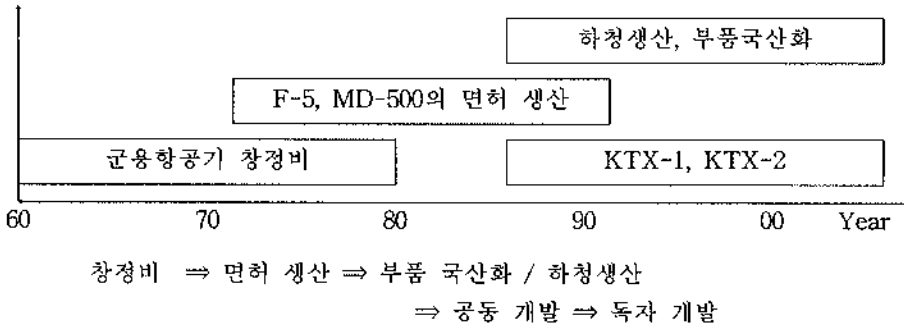 하청생산, 부품국산화
F-5, MD-500의 면허 생산
군용항공기 창정비
KTX-1, KTX-2
60 70 80 90 00 Year
창정비 ⇒ 면허 생산 ⇒ 부품 국산화 / 하청생산
⇒ 공동 개발 ⇒ 독자 개발